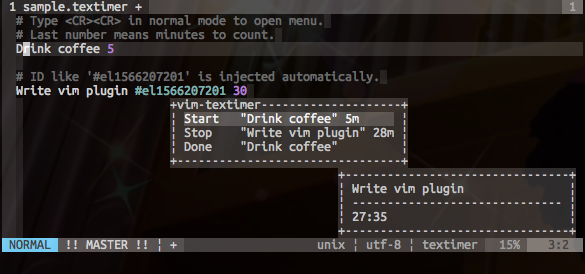 1 sample.textimer + 1
# Type <CR><CR> in normal mode to open menu.
# Last number means minutes to count.
Drink coffee 5
# ID like '#el1566207201' is injected automatically.
Write vim plugin #el1566207201 30
+vim-textimer--------------------+
¦ Start "Drink coffee" 5m ¦
¦ Stop "Write vim plugin" 28m ¦
¦ Done "Drink coffee" ¦
+--------------------------------+
+--------------------------------+
¦ Write vim plugin ¦
¦ ------------------------------ ¦
¦ 27:35 ¦
+--------------------------------+
NORMAL !! MASTER !! ¦ + unix ¦ utf-8 ¦ textimer 15% 3:2